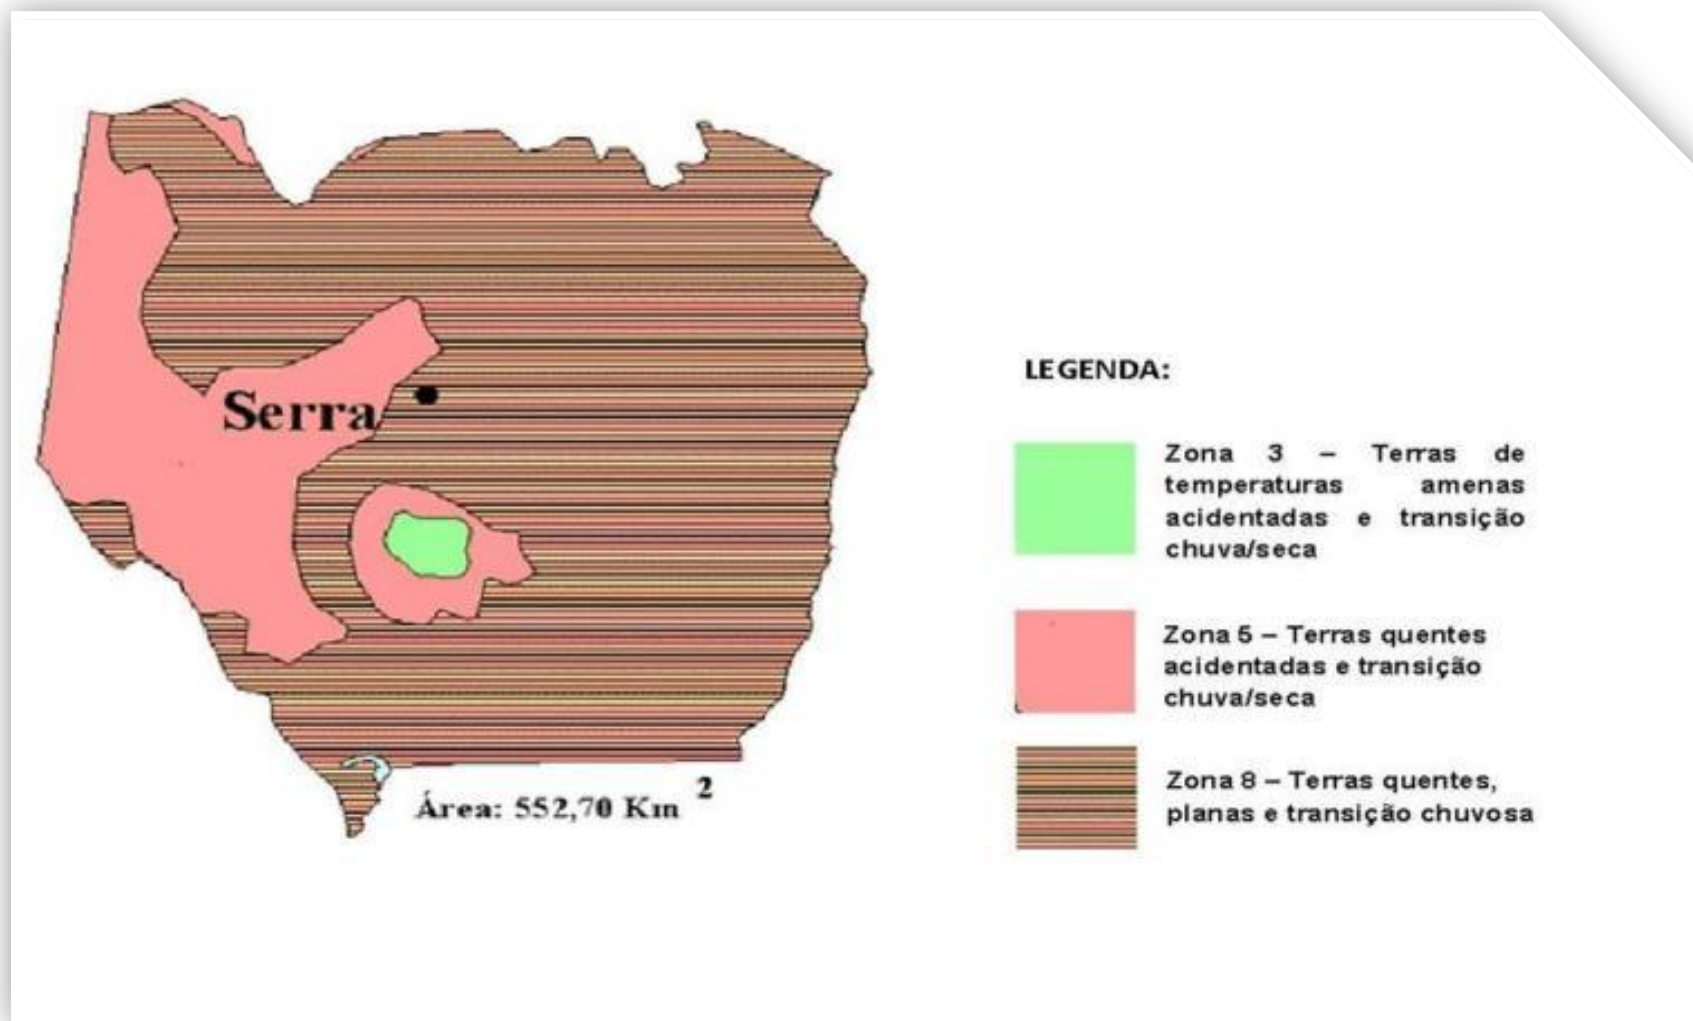 Serra
Área: 552,70 Km 2
LEGENDA:
Zona 3 – Terras de
temperaturas amenas
acidentadas e transição
chuva/seca
Zona 5 – Terras quentes
acidentadas e transição
chuva/seca
Zona 8 – Terras quentes,
planas e transição chuvosa